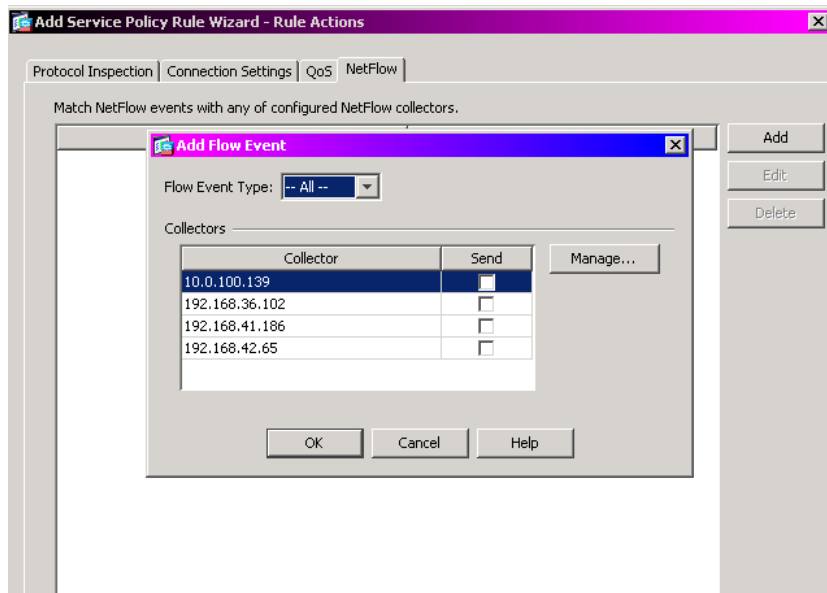 Add Service Policy Rule Wizard - Rule Actions
Protocol Inspection Connection Settings QoS NetFlow
Match NetFlow events with any of configured NetFlow collectors.
Add
Edit
Delete
Add Flow Event
Flow Event Type: -- All --
Collectors
Collector Send
Manage...
10.0.100.139
192.168.36.102
192.168.41.186
192.168.42.65
OK Cancel Help